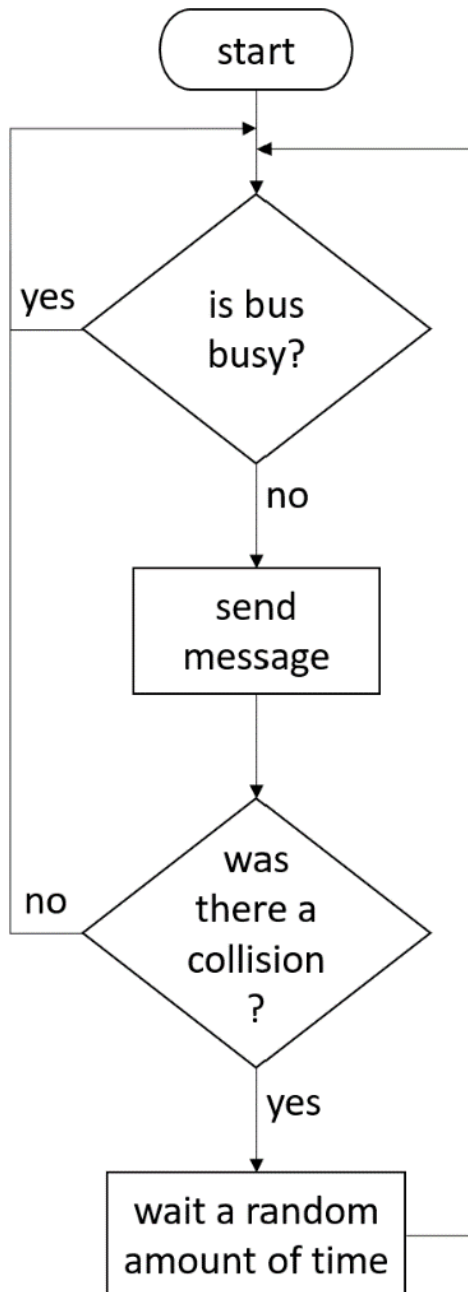 start
yes
is bus
busy?
no
send
message
was
there a
collision
?
no
yes
wait a random
amount of time